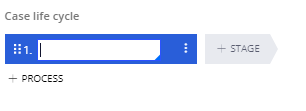 Case life cycle
1.
+ STAGE
+ PROCESS